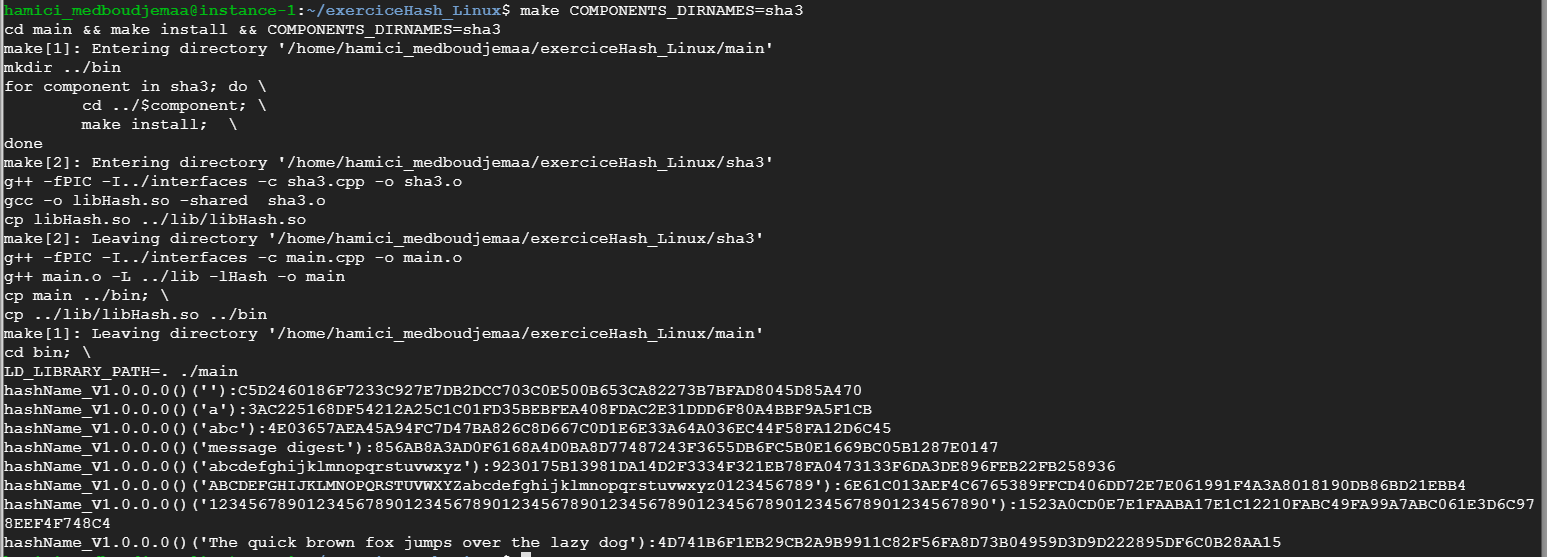 hamici_medboudjemaa@instance-1:~/exerciceHash_Linux$ make COMPONENTS_DIRNAMES=sha3
cd main && make install && COMPONENTS_DIRNAMES=sha3
make[1]: Entering directory '/home/hamici_medboudjemaa/exerciceHash_Linux/main'
mkdir ../bin
for component in sha3; do \
        cd ../$component; \
        make install;  \
done
make[2]: Entering directory '/home/hamici_medboudjemaa/exerciceHash_Linux/sha3'
g++ -fPIC -I../interfaces -c sha3.cpp -o sha3.o
gcc -o libHash.so -shared  sha3.o
cp libHash.so ../lib/libHash.so
make[2]: Leaving directory '/home/hamici_medboudjemaa/exerciceHash_Linux/sha3'
g++ -fPIC -I../interfaces -c main.cpp -o main.o
g++ main.o -L ../lib -lHash -o main
cp main ../bin; \
cp ../lib/libHash.so ../bin
make[1]: Leaving directory '/home/hamici_medboudjemaa/exerciceHash_Linux/main'
cd bin; \
LD_LIBRARY_PATH=. ./main
hashName_V1.0.0.0()(''):C5D2460186F7233C927E7DB2DCC703C0E500B653CA82273B7BFAD8045D85A470
hashName_V1.0.0.0()('a'):3AC225168DF54212A25C1C01FD35BEBFEA408FDAC2E31DDD6F80A4BBF9A5F1CB
hashName_V1.0.0.0()('abc'):4E03657AEA45A94FC7D47BA826C8D667C0D1E6E33A64A036EC44F58FA12D6C45
hashName_V1.0.0.0()('message digest'):856AB8A3AD0F6168A4D0BA8D77487243F3655DB6FC5B0E1669BC05B1287E0147
hashName_V1.0.0.0()('abcdefghijklmnopqrstuvwxyz'):9230175B13981DA14D2F3334F321EB78FA0473133F6DA3DE896FEB22FB258936
hashName_V1.0.0.0()('ABCDEFGHIJKLMNOPQRSTUVWXYZabcdefghijklmnopqrstuvwxyz0123456789'):6E61C013AEF4C6765389FFCD406DD72E7E061991F4A3A8018190DB86BD21EBB4
hashName_V1.0.0.0()('12345678901234567890123456789012345678901234567890123456789012345678901234567890'):1523A0CD0E7E1FAABA17E1C12210FABC49FA99A7ABC061E3D6C97
8EEF4F748C4
hashName_V1.0.0.0()('The quick brown fox jumps over the lazy dog'):4D741B6F1EB29CB2A9B9911C82F56FA8D73B04959D3D9D222895DF6C0B28AA15